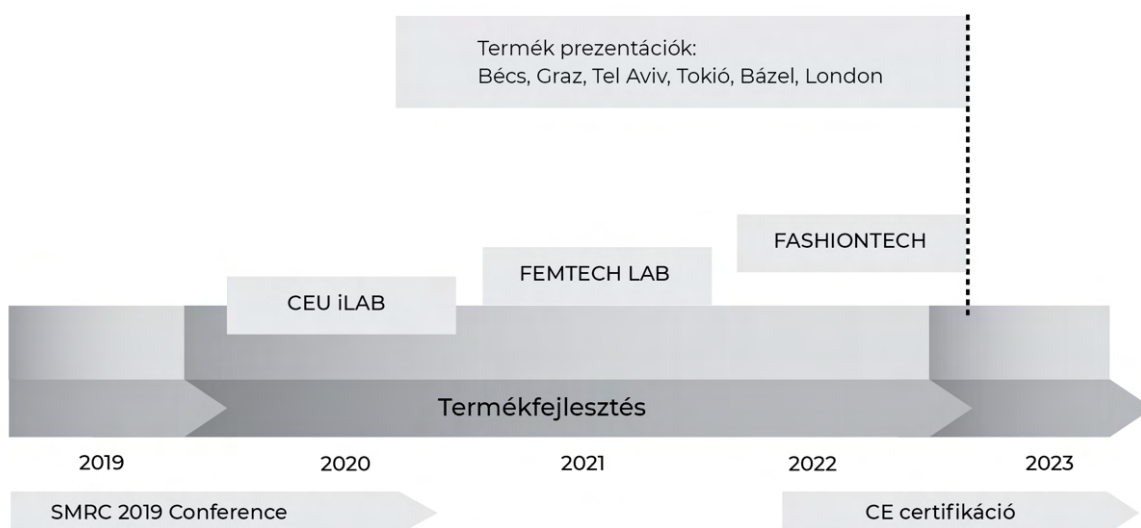 Termék prezentációk:
Bécs, Graz, Tel Aviv, Tokió, Bázel, London
FASHIONTECH
FEMTECH LAB
CEU iLAB
Termékfejlesztés
2019 2020 2021 2022 2023
SMRC 2019 Conference CE certifikáció